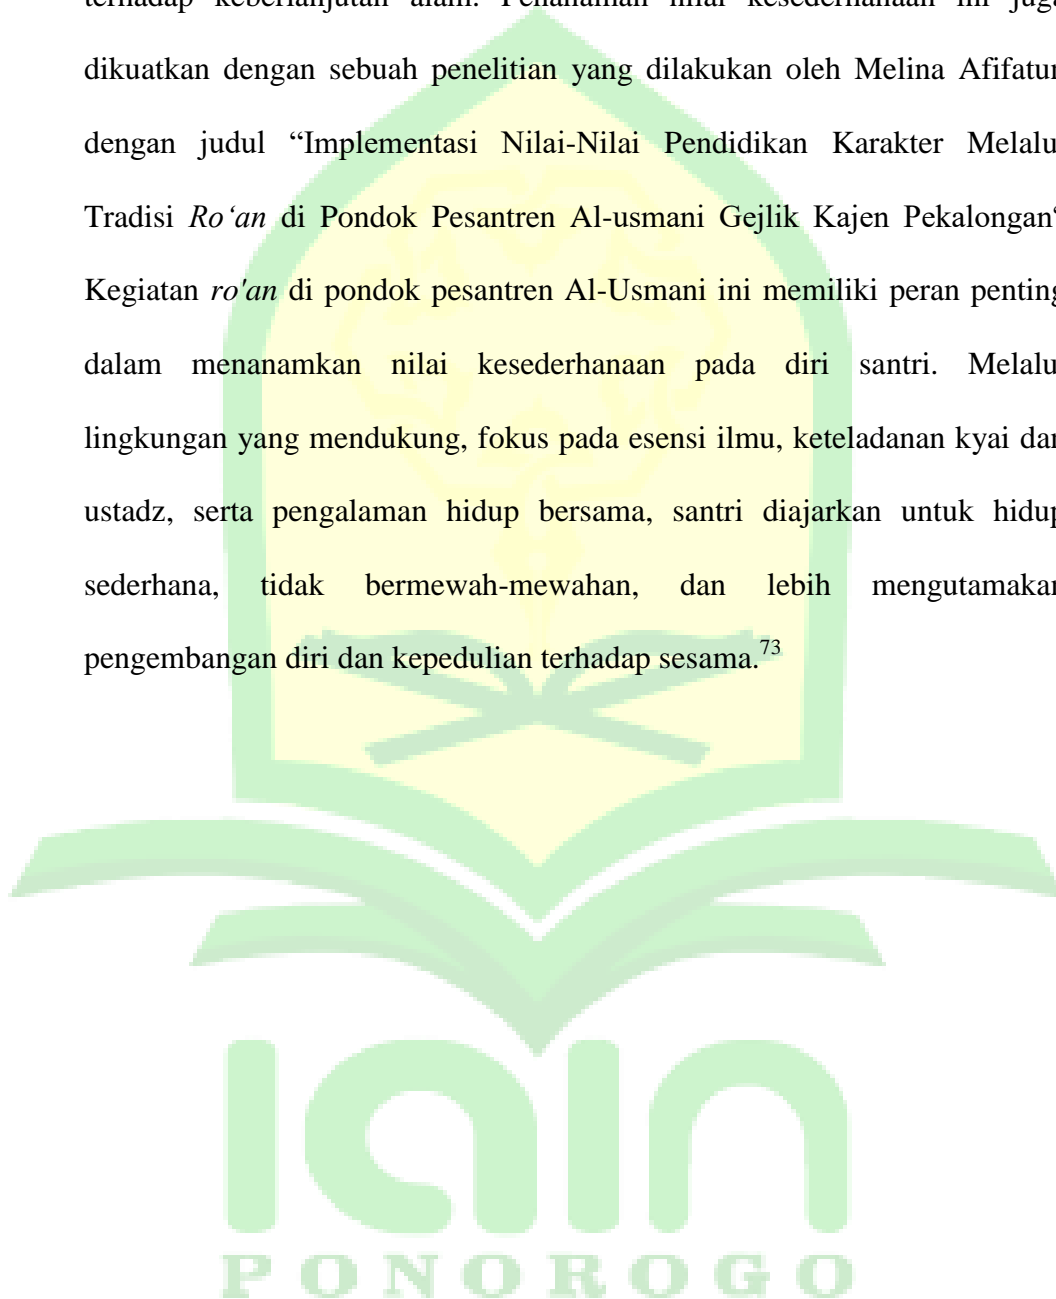 terhadap keberlanjutan alam. Penanaman nilai kesederhanaan ini juga
dikuatkan dengan sebuah penelitian yang dilakukan oleh Melina Afifatur
dengan judul “Implementasi Nilai-Nilai Pendidikan Karakter Melalui
Tradisi Ro‘an di Pondok Pesantren Al-usmani Gejlik Kajen Pekalongan“
Kegiatan ro'an di pondok pesantren Al-Usmani ini memiliki peran penting
dalam menanamkan nilai kesederhanaan pada diri santri. Melalui
lingkungan yang mendukung, fokus pada esensi ilmu, keteladanan kyai dan
ustadz, serta pengalaman hidup bersama, santri diajarkan untuk hidup
sederhana, tidak bermewah-mewahan, dan lebih mengutamakan
pengembangan diri dan kepedulian terhadap sesama.73
iain
PONOROGO